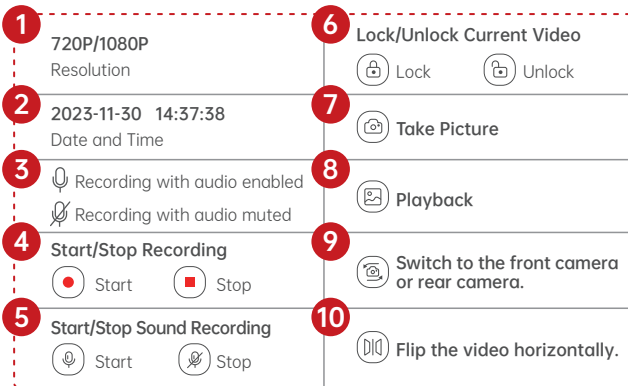 1
720P/1080P
Resolution
2
2023-11-30 14:37:38
Date and Time
3
Recording with audio enabled
Recording with audio muted
4
Start/Stop Recording
Start Stop
5
Start/Stop Sound Recording
Start Stop
6
Lock/Unlock Current Video
Lock Unlock
7
Take Picture
8
Playback
9
Switch to the front camera
or rear camera.
10
Flip the video horizontally.